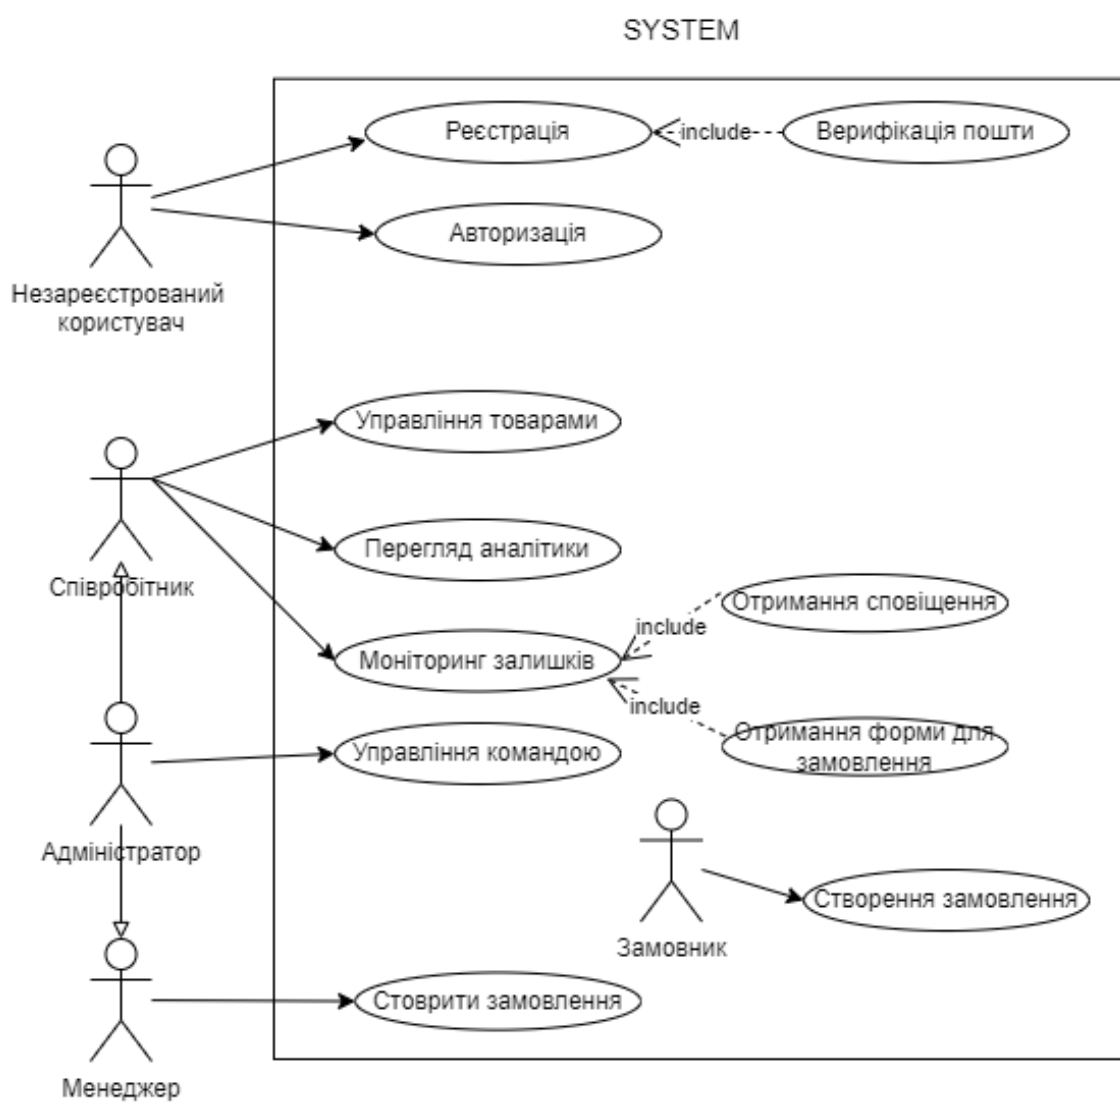 SYSTEM
Реєстрація
include
Верифікація пошти
Авторизація
Незареєстрований
користувач
Управління товарами
Перегляд аналітики
Співробітник
Отримання сповіщення
include
Моніторинг залишків
include
Отримання форми для
замовлення
Управління командою
Адміністратор
Створення замовлення
Замовник
Стоврити замовлення
Менеджер